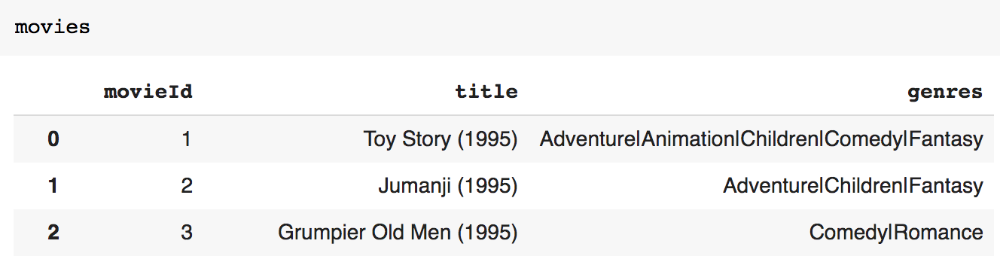 movies
movieId title genres
0 1 Toy Story (1995) Adventure|Animation|Children|Comedy|Fantasy
1 2 Jumanji (1995) Adventure|Children|Fantasy
2 3 Grumpier Old Men (1995) Comedy|Romance